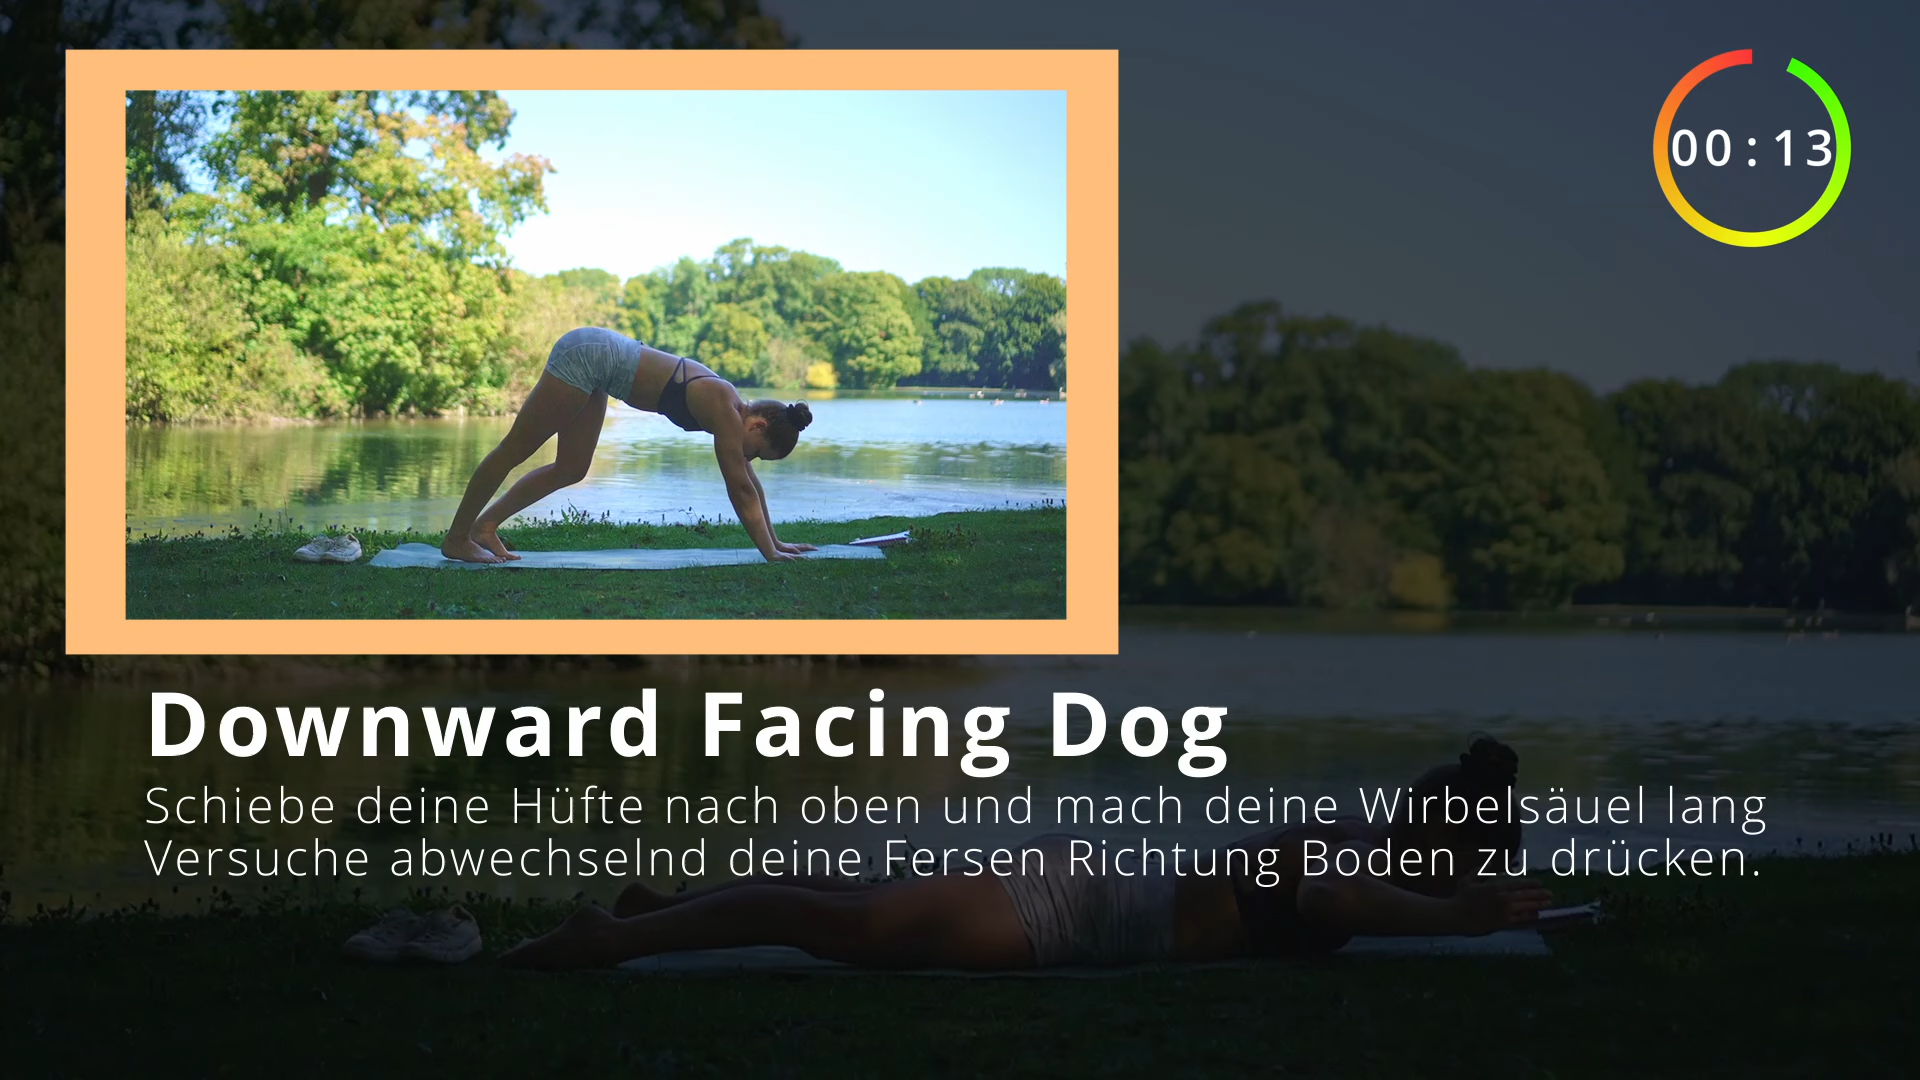 00:13
Downward Facing Dog
Schiebe deine Hüfte nach oben und mach deine Wirbelsäuel lang
Versuche abwechselnd deine Fersen Richtung Boden zu drücken.